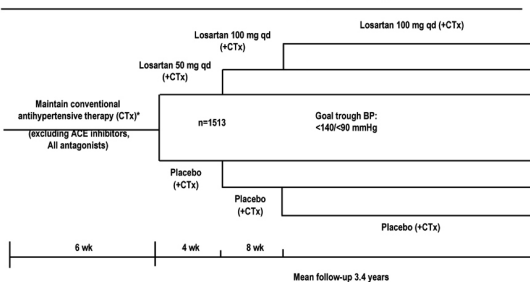 Losartan 100 mg qd (+CTx)
Losartan 100 mg qd
(+CTx)
Losartan 50 mg qd
(+CTx)
Maintain conventional
antihypertensive therapy (CTx)*
(excluding ACE inhibitors,
AII antagonists)
n=1513
Goal trough BP:
<140/<90 mmHg
Placebo
(+CTx)
Placebo
(+CTx)
Placebo (+CTx)
6 wk
4 wk
8 wk
Mean follow-up 3.4 years